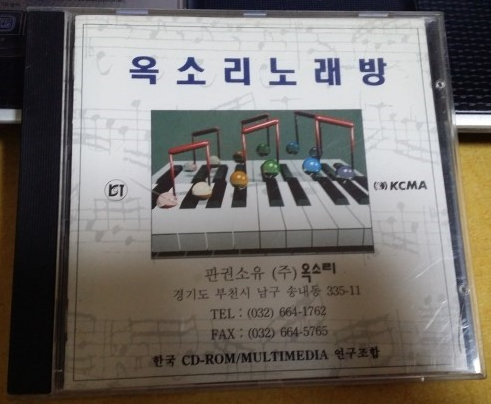 옥소리노래방
KCMA
판권소유 (주) 옥소리
경기도 부천시 남구 송내동 335-11
TEL : (032) 664-1762
FAX : (032) 664-5765
한국 CD-ROM/MULTIMEDIA 연구조합